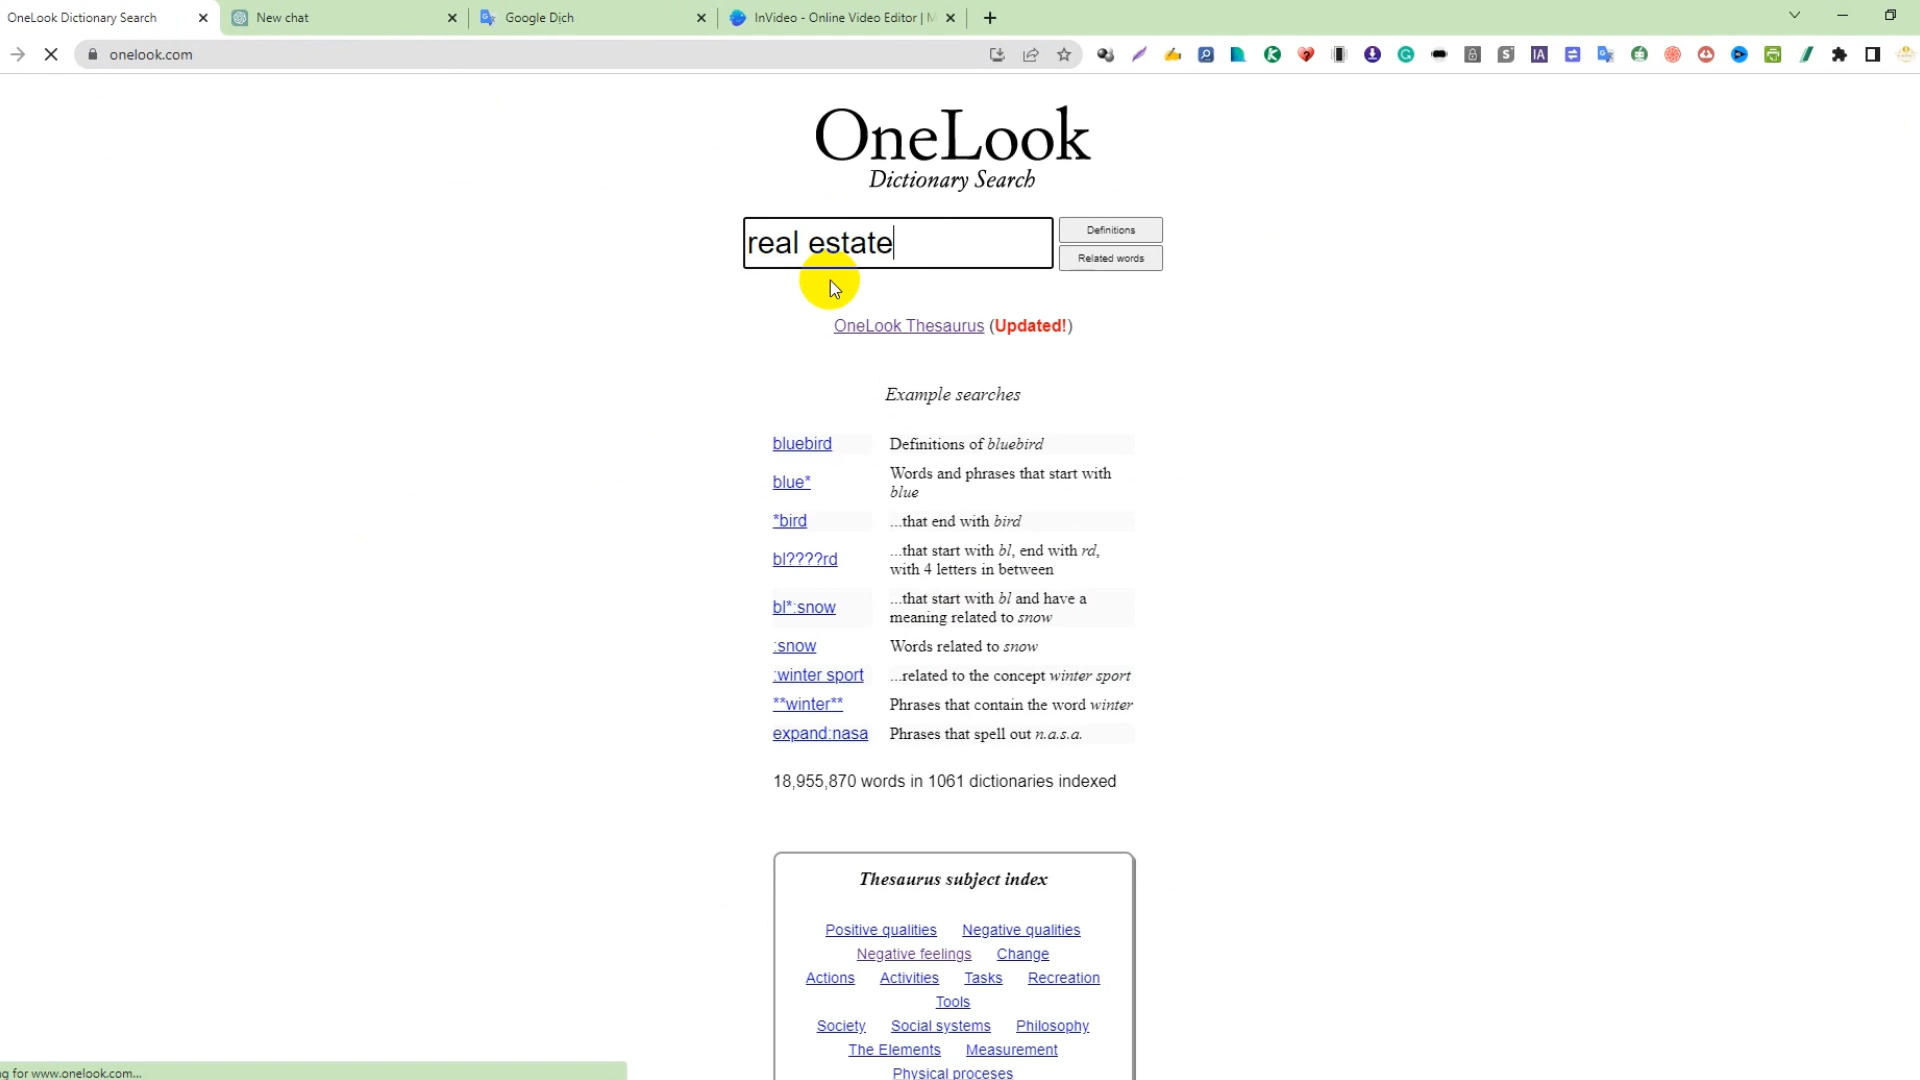 OneLook Dictionary Search
New chat
Google Dịch
InVideo - Online Video Editor | M
onelook.com
OneLook
Dictionary Search
real estate
Definitions
Related words
OneLook Thesaurus (Updated!)
Example searches
bluebird Definitions of bluebird
blue* Words and phrases that start with
blue
*bird ...that end with bird
bl????rd ...that start with bl, end with rd,
with 4 letters in between
bl*:snow ...that start with bl and have a
meaning related to snow
:snow Words related to snow
:winter sport ...related to the concept winter sport
**winter** Phrases that contain the word winter
expand:nasa Phrases that spell out n.a.s.a.
18,955,870 words in 1061 dictionaries indexed
Thesaurus subject index
Positive qualities Negative qualities
Negative feelings Change
Actions Activities Tasks Recreation
Tools
Society Social systems Philosophy
The Elements Measurement
Physical proceses
g for www.onelook.com...